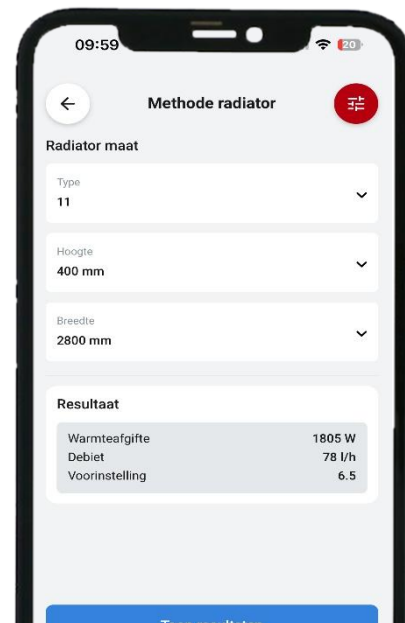 09:59
20
Methode radiator
Radiator maat
Type
11
Hoogte
400 mm
Breedte
2800 mm
Resultaat
Warmteafgifte 1805 W
Debiet 78 l/h
Voorinstelling 6.5